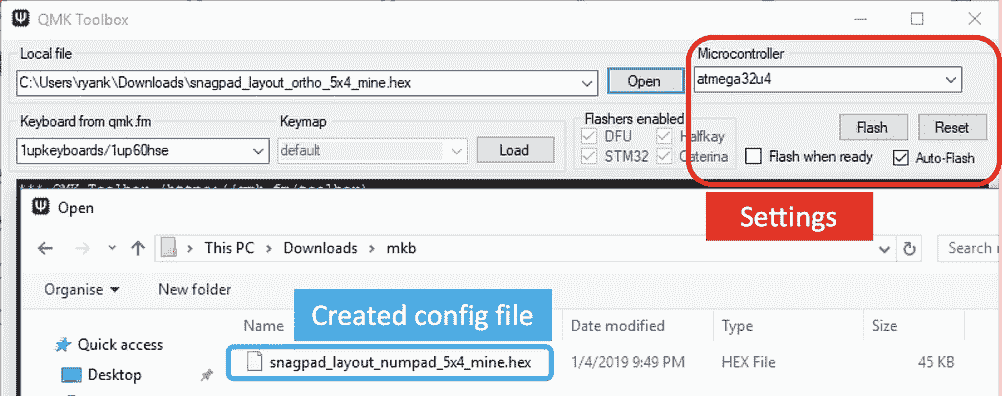 QMK Toolbox
Local file
C:\Users\ryank\Downloads\snagpad_layout_ortho_5x4_mine.hex
Open
Microcontroller
atmega32u4
Keyboard from qmk.fm
1upkeyboards/1up60hse
Keymap
default
Load
Flashers enabled
DFU
Halfkay
STM32
Caterina
Flash
Reset
Flash when ready
Auto-Flash
*** QMK Toolbox (https://qmk.fm/toolbox)
Settings
Open
This PC > Downloads > mkb
Search
Organise
New folder
Created config file
Name
Date modified
Type
Size
Quick access
snagpad_layout_numpad_5x4_mine.hex
1/4/2019 9:49 PM
HEX File
45 KB
Desktop